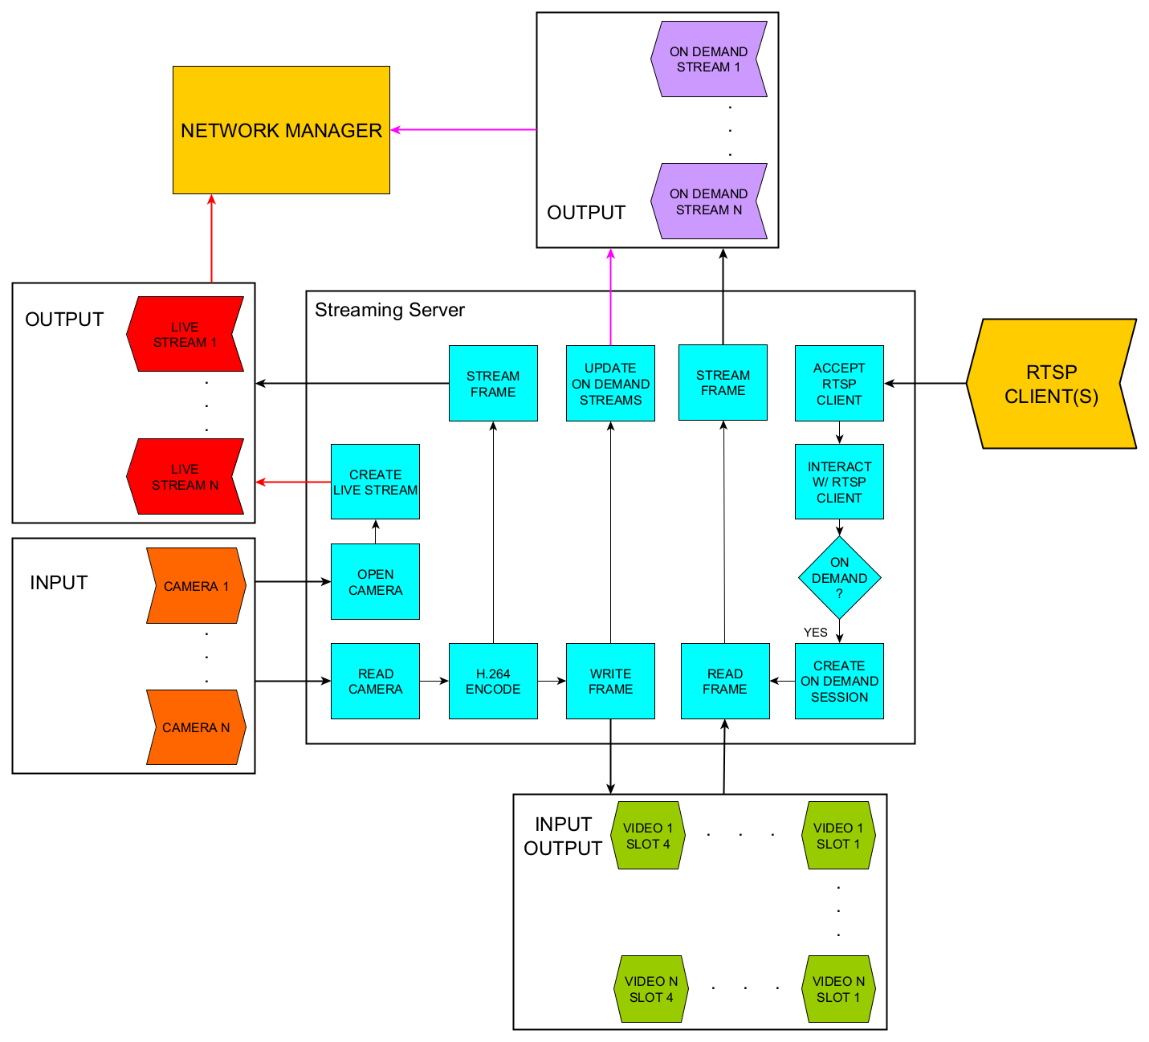 ON DEMAND
STREAM 1
NETWORK MANAGER
ON DEMAND
STREAM N
OUTPUT
OUTPUT
LIVE
STREAM 1
LIVE
STREAM N
Streaming Server
STREAM
FRAME
UPDATE
ON DEMAND
STREAMS
STREAM
FRAME
ACCEPT
RTSP
CLIENT
RTSP
CLIENT(S)
CREATE
LIVE STREAM
INTERACT
W/ RTSP
CLIENT
INPUT
CAMERA 1
CAMERA N
OPEN
CAMERA
ON
DEMAND
?
YES
READ
CAMERA
H.264
ENCODE
WRITE
FRAME
READ
FRAME
CREATE
ON DEMAND
SESSION
INPUT
OUTPUT
VIDEO 1
SLOT 4
VIDEO 1
SLOT 1
VIDEO N
SLOT 4
VIDEO N
SLOT 1